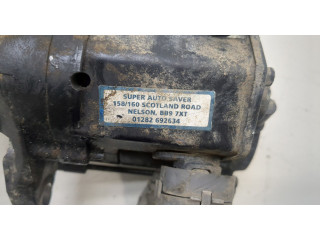 SUPER AUTO SAVER
158/160 SCOTLAND ROAD
NELSON, BB9 7XT
01282 692634